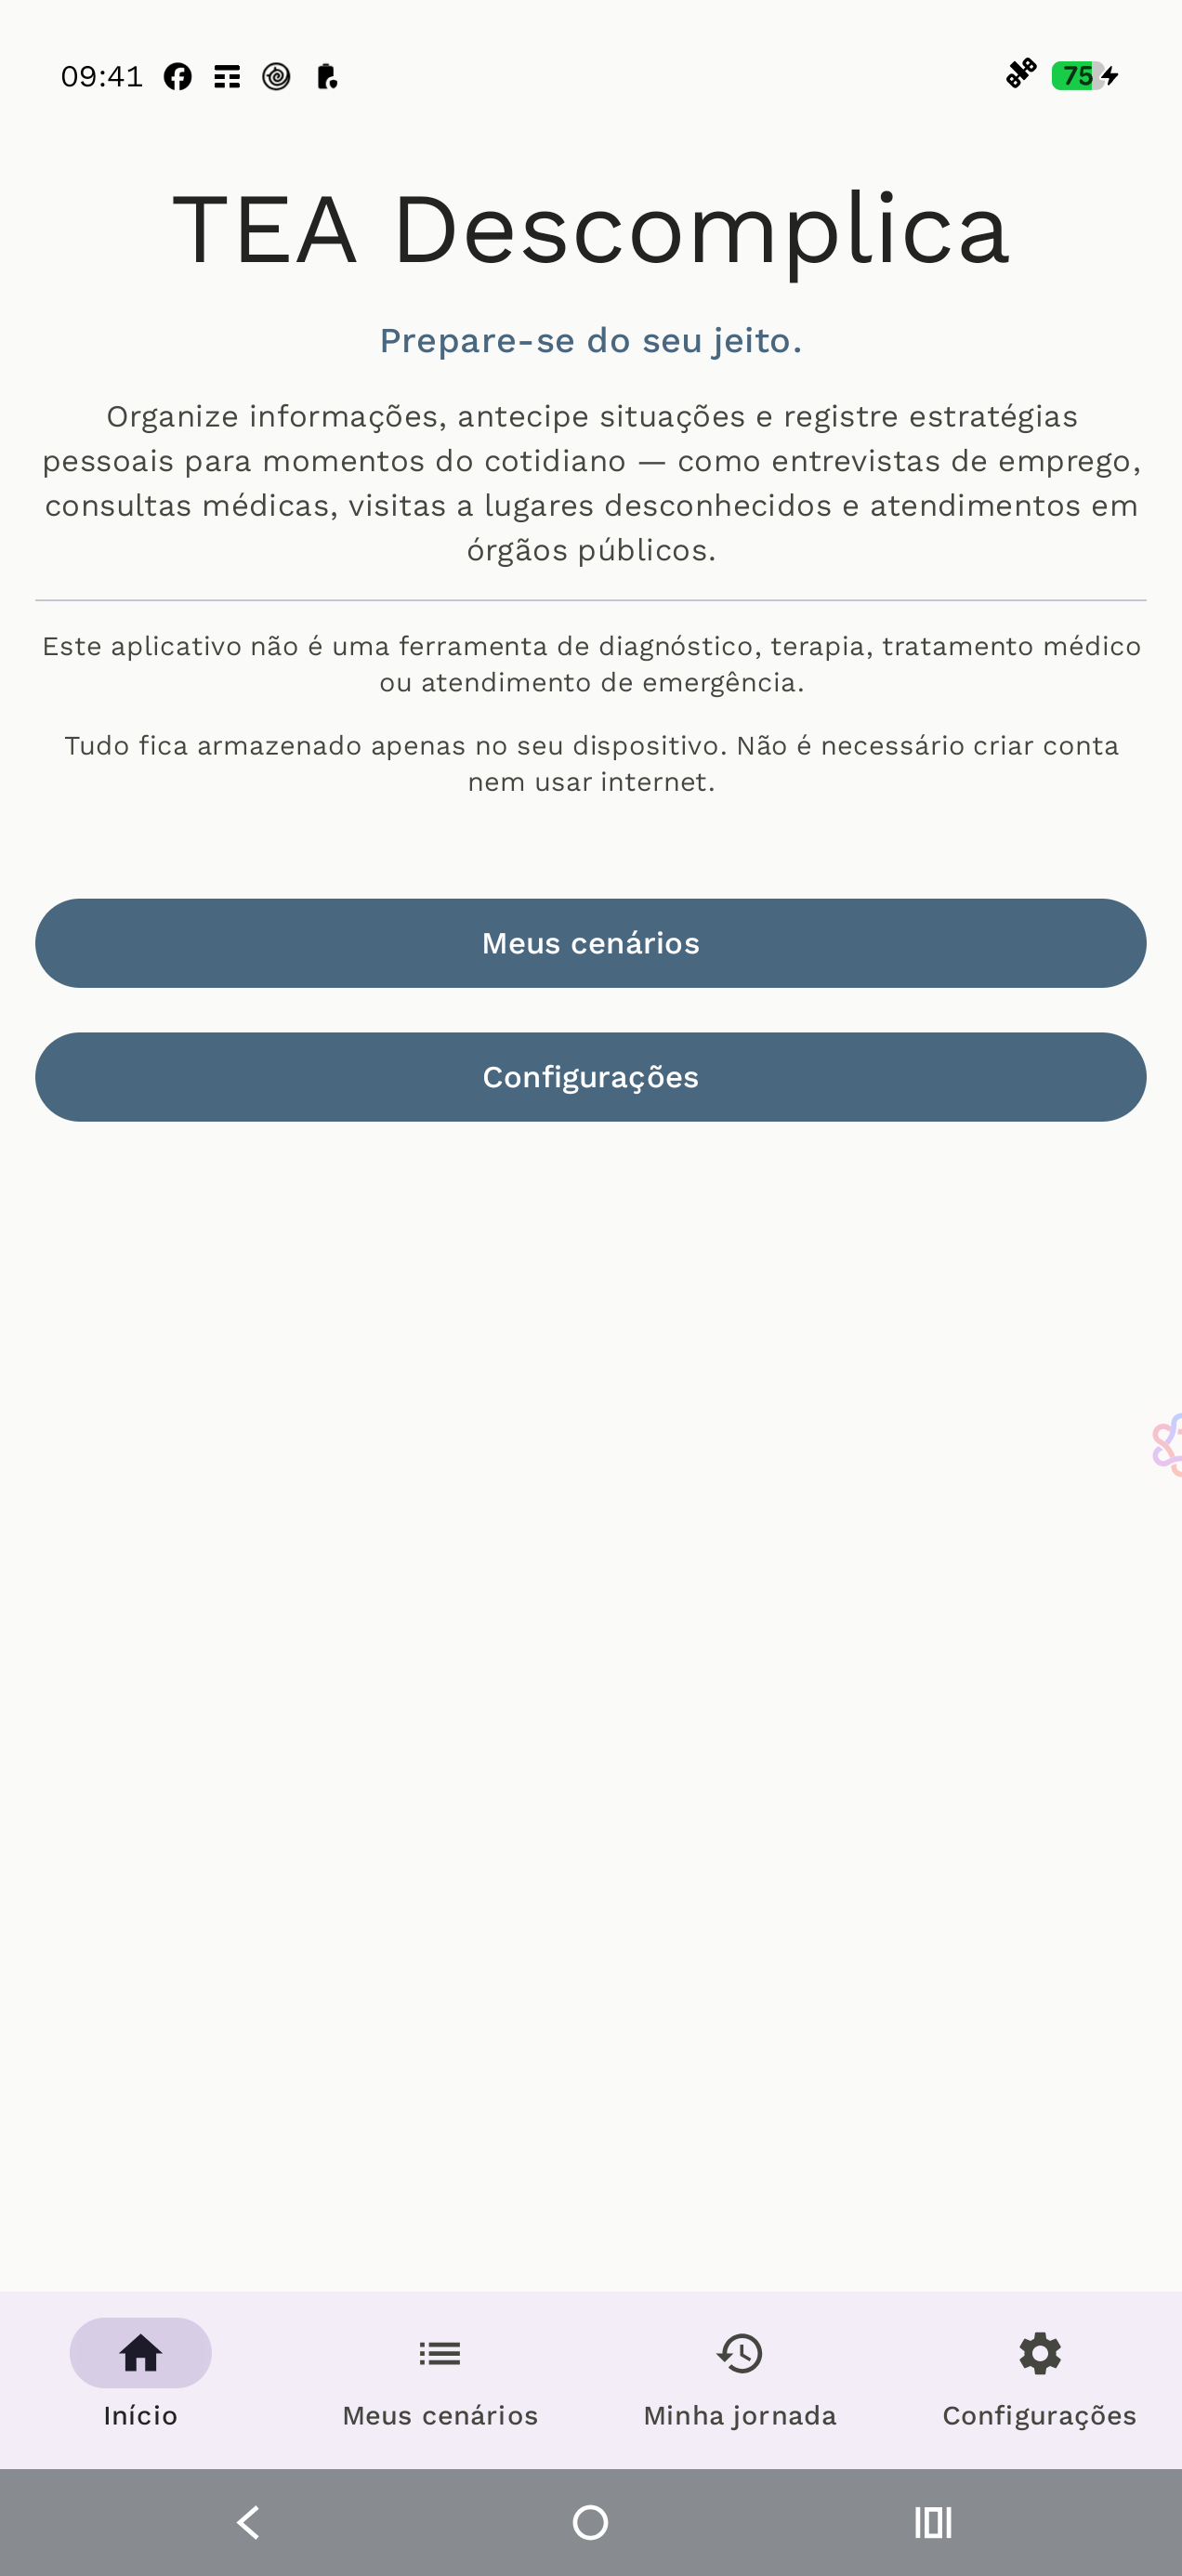 09:41
75
TEA Descomplica
Prepare-se do seu jeito.
Organize informações, antecipe situações e registre estratégias
pessoais para momentos do cotidiano — como entrevistas de emprego,
consultas médicas, visitas a lugares desconhecidos e atendimentos em
órgãos públicos.
Este aplicativo não é uma ferramenta de diagnóstico, terapia, tratamento médico
ou atendimento de emergência.
Tudo fica armazenado apenas no seu dispositivo. Não é necessário criar conta
nem usar internet.
Meus cenários
Configurações
Início
Meus cenários
Minha jornada
Configurações